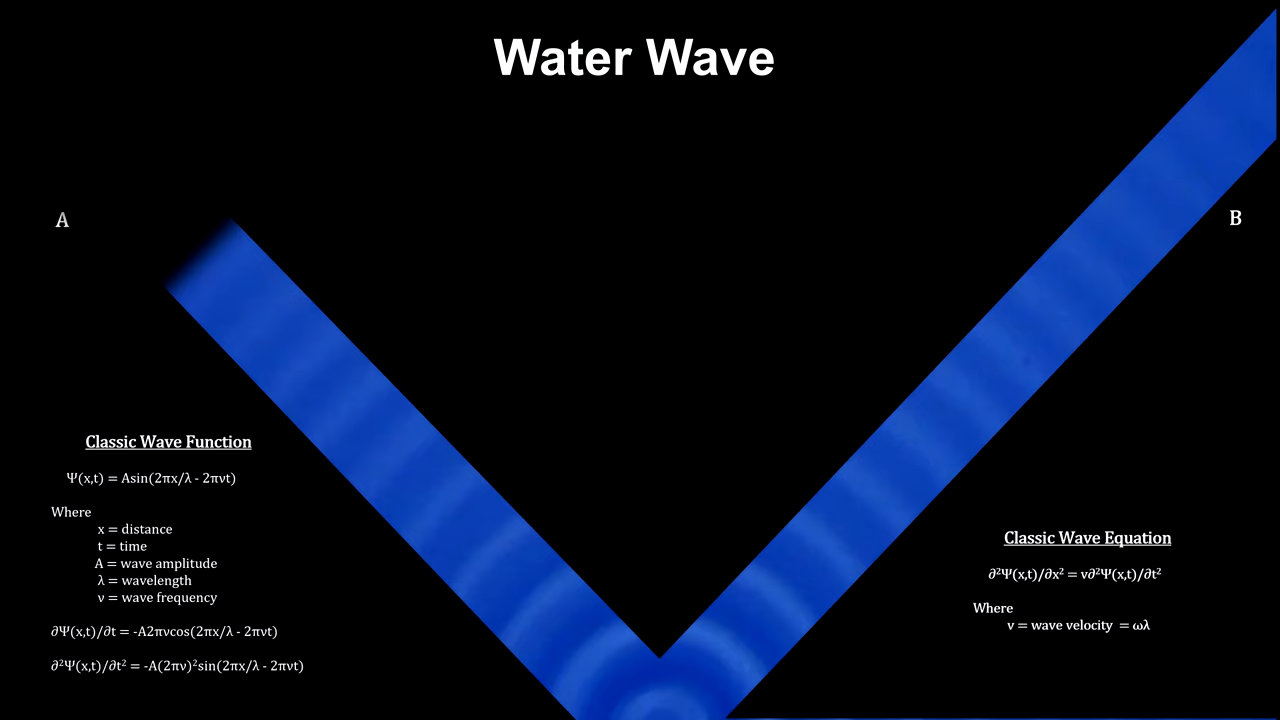 Water Wave
A
B
Classic Wave Function
Ψ(x,t) = Asin(2πx/λ - 2πνt)
Where
x = distance
t = time
A = wave amplitude
λ = wavelength
ν = wave frequency
∂Ψ(x,t)/∂t = -A2πνcos(2πx/λ - 2πνt)
∂²Ψ(x,t)/∂t² = -A(2πν)²sin(2πx/λ - 2πνt)
Classic Wave Equation
∂²Ψ(x,t)/∂x² = v∂²Ψ(x,t)/∂t²
Where
v = wave velocity = ωλ